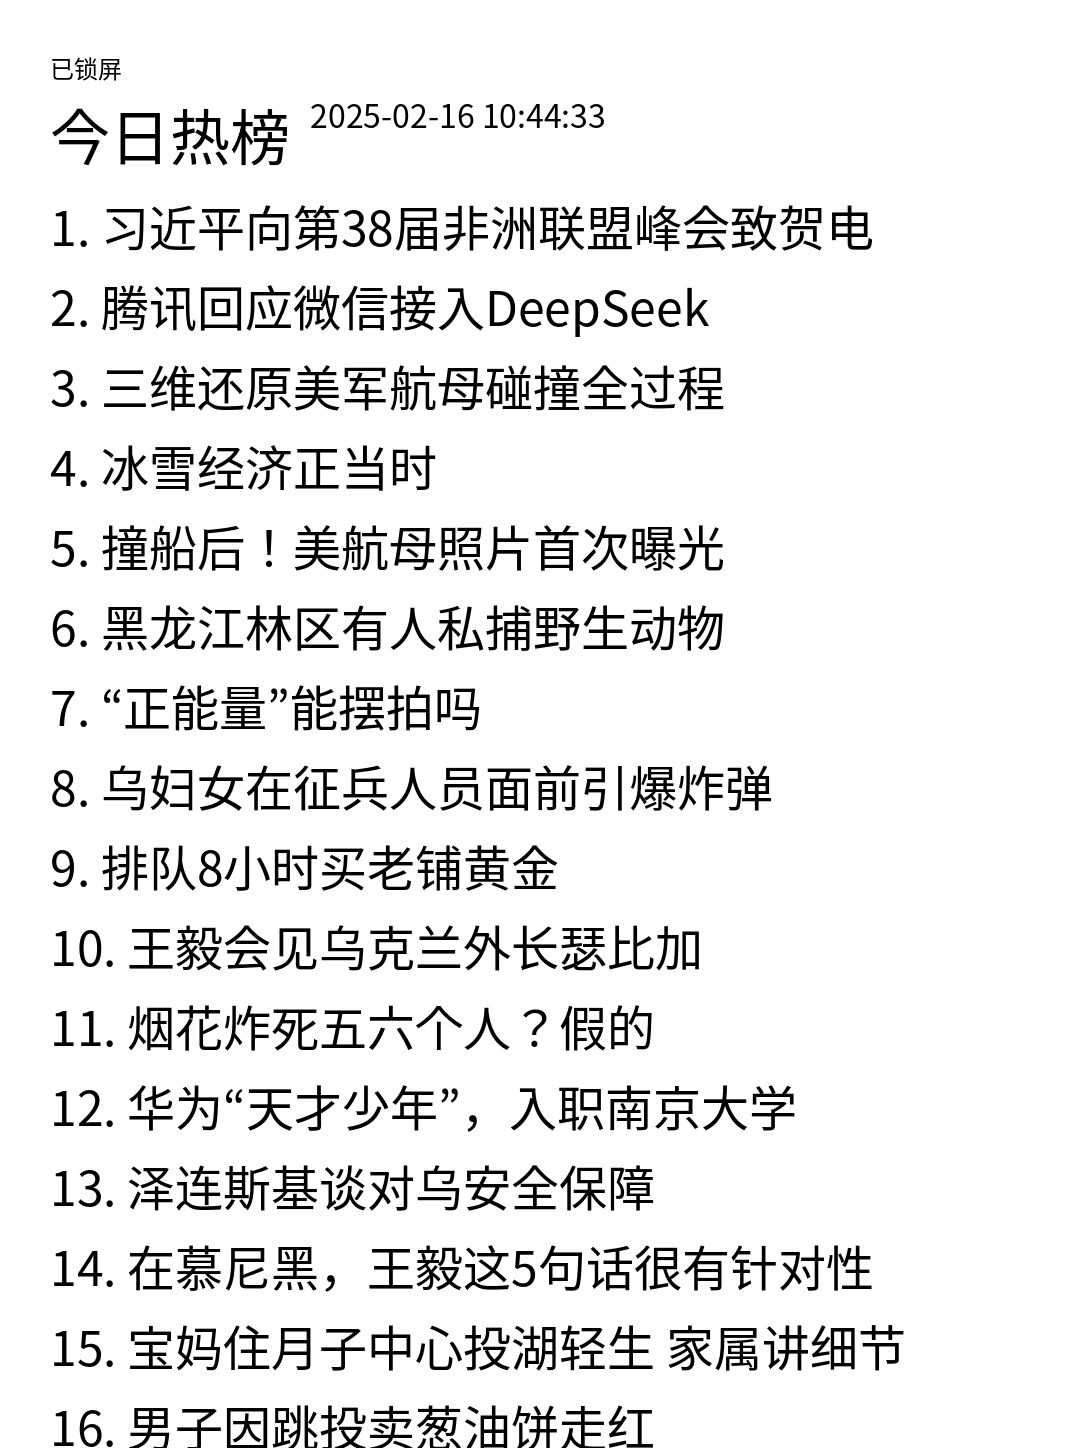 已锁屏
今日热榜 2025-02-16 10:44:33
1. 习近平向第38届非洲联盟峰会致贺电
2. 腾讯回应微信接入DeepSeek
3. 三维还原美军航母碰撞全过程
4. 冰雪经济正当时
5. 撞船后！美航母照片首次曝光
6. 黑龙江林区有人私捕野生动物
7. “正能量”能摆拍吗
8. 乌妇女在征兵人员面前引爆炸弹
9. 排队8小时买老铺黄金
10. 王毅会见乌克兰外长瑟比加
11. 烟花炸死五六个人？假的
12. 华为“天才少年”，入职南京大学
13. 泽连斯基谈对乌安全保障
14. 在慕尼黑，王毅这5句话很有针对性
15. 宝妈住月子中心投湖轻生 家属讲细节
16. 男子因跳投卖葱油饼走红